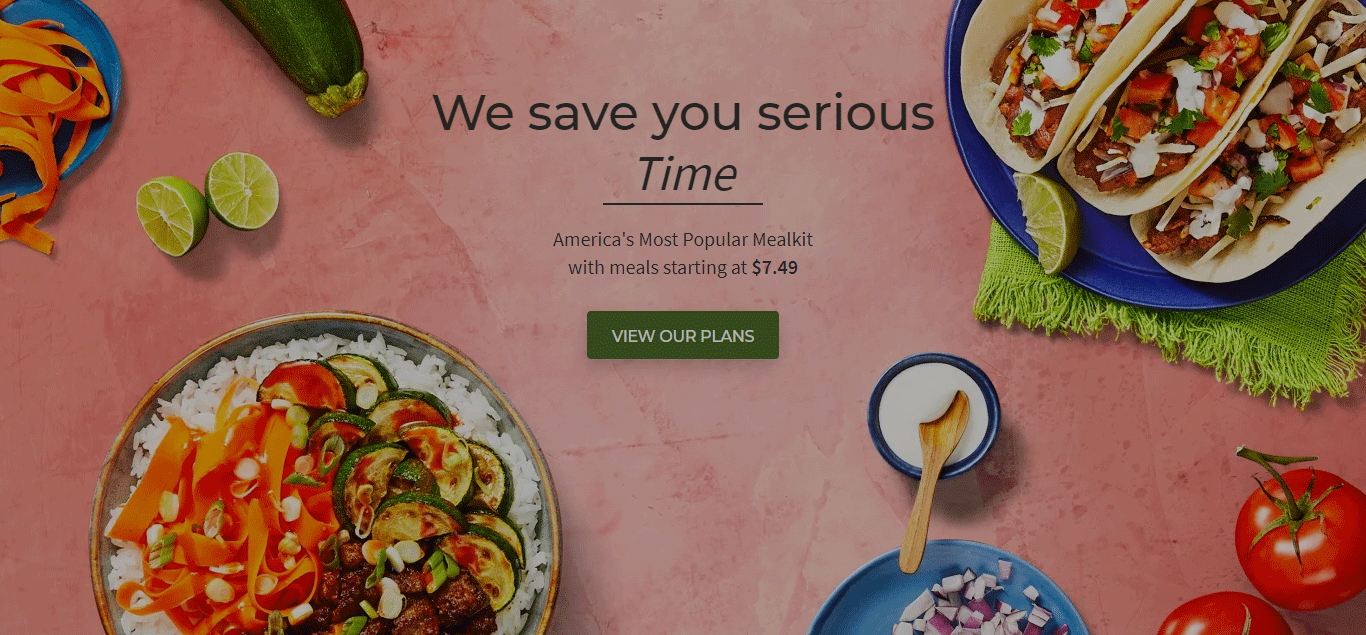 We save you serious
Time
America's Most Popular Mealkit
with meals starting at $7.49
VIEW OUR PLANS